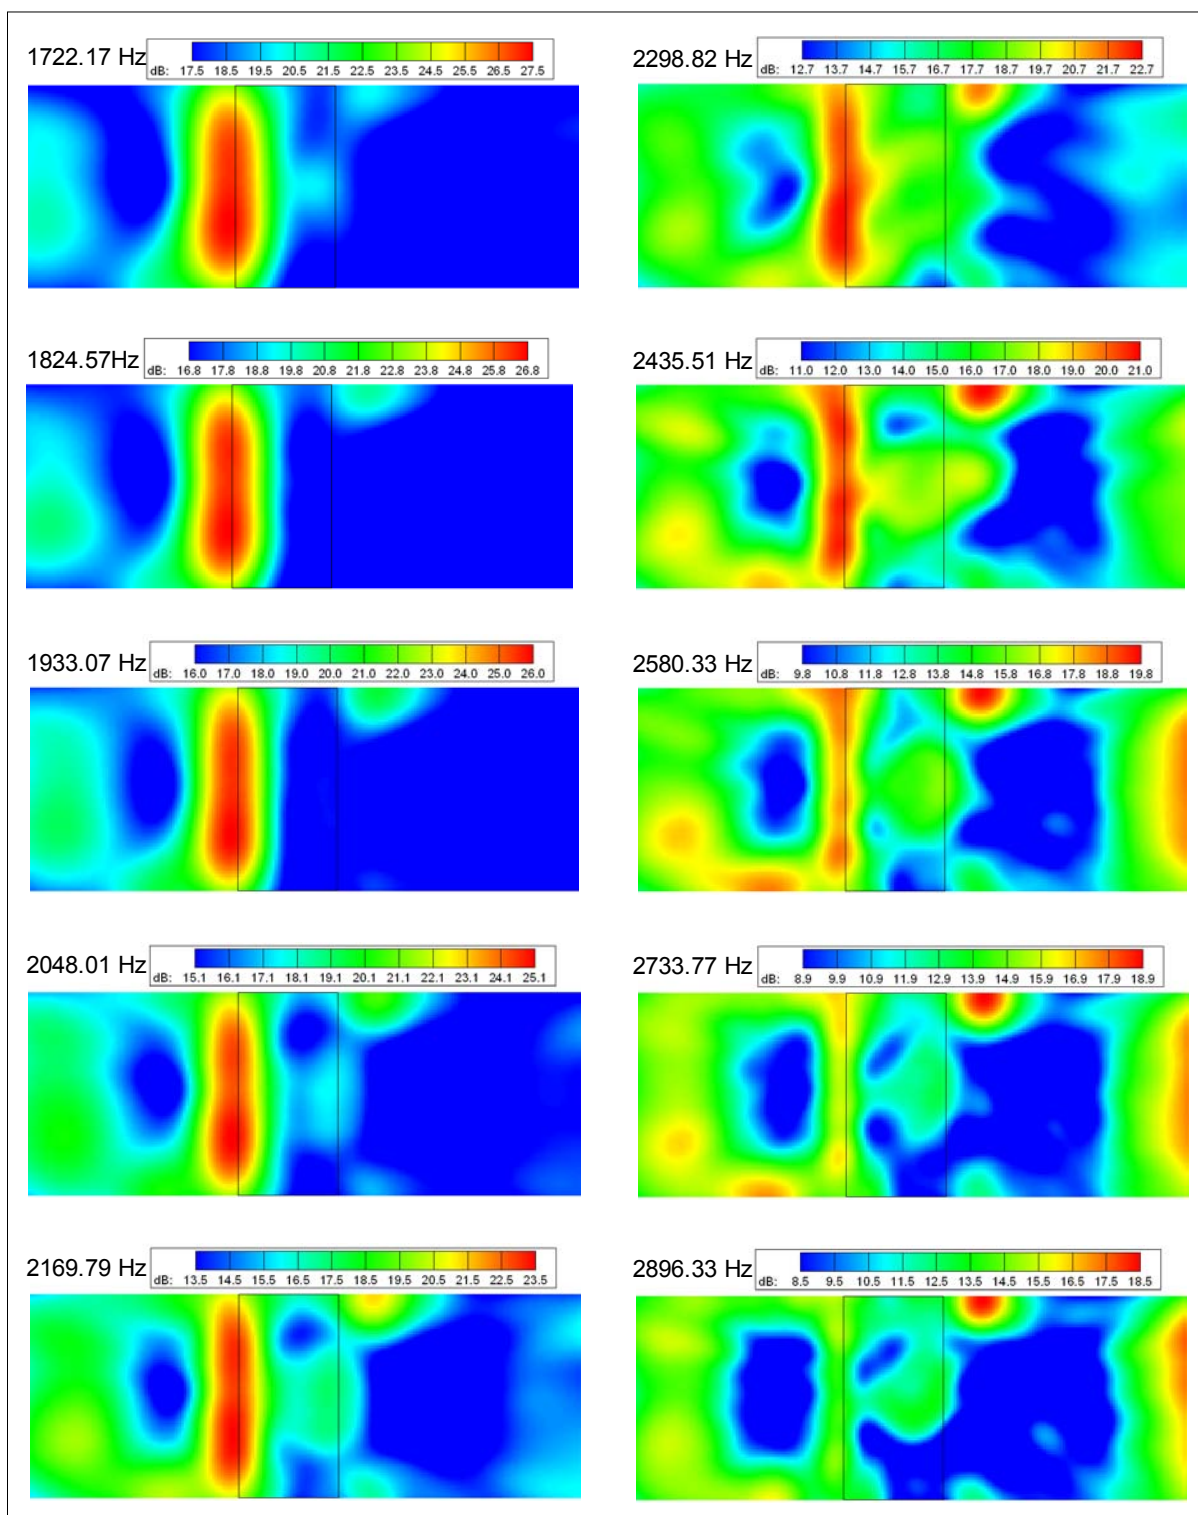 1722.17 Hz
dB: 17.5 18.5 19.5 20.5 21.5 22.5 23.5 24.5 25.5 26.5 27.5
1824.57Hz
dB: 16.8 17.8 18.8 19.8 20.8 21.8 22.8 23.8 24.8 25.8 26.8
1933.07 Hz
dB: 16.0 17.0 18.0 19.0 20.0 21.0 22.0 23.0 24.0 25.0 26.0
2048.01 Hz
dB: 15.1 16.1 17.1 18.1 19.1 20.1 21.1 22.1 23.1 24.1 25.1
2169.79 Hz
dB: 13.5 14.5 15.5 16.5 17.5 18.5 19.5 20.5 21.5 22.5 23.5
2298.82 Hz
dB: 12.7 13.7 14.7 15.7 16.7 17.7 18.7 19.7 20.7 21.7 22.7
2435.51 Hz
dB: 11.0 12.0 13.0 14.0 15.0 16.0 17.0 18.0 19.0 20.0 21.0
2580.33 Hz
dB: 9.8 10.8 11.8 12.8 13.8 14.8 15.8 16.8 17.8 18.8 19.8
2733.77 Hz
dB: 8.9 9.9 10.9 11.9 12.9 13.9 14.9 15.9 16.9 17.9 18.9
2896.33 Hz
dB: 8.5 9.5 10.5 11.5 12.5 13.5 14.5 15.5 16.5 17.5 18.5